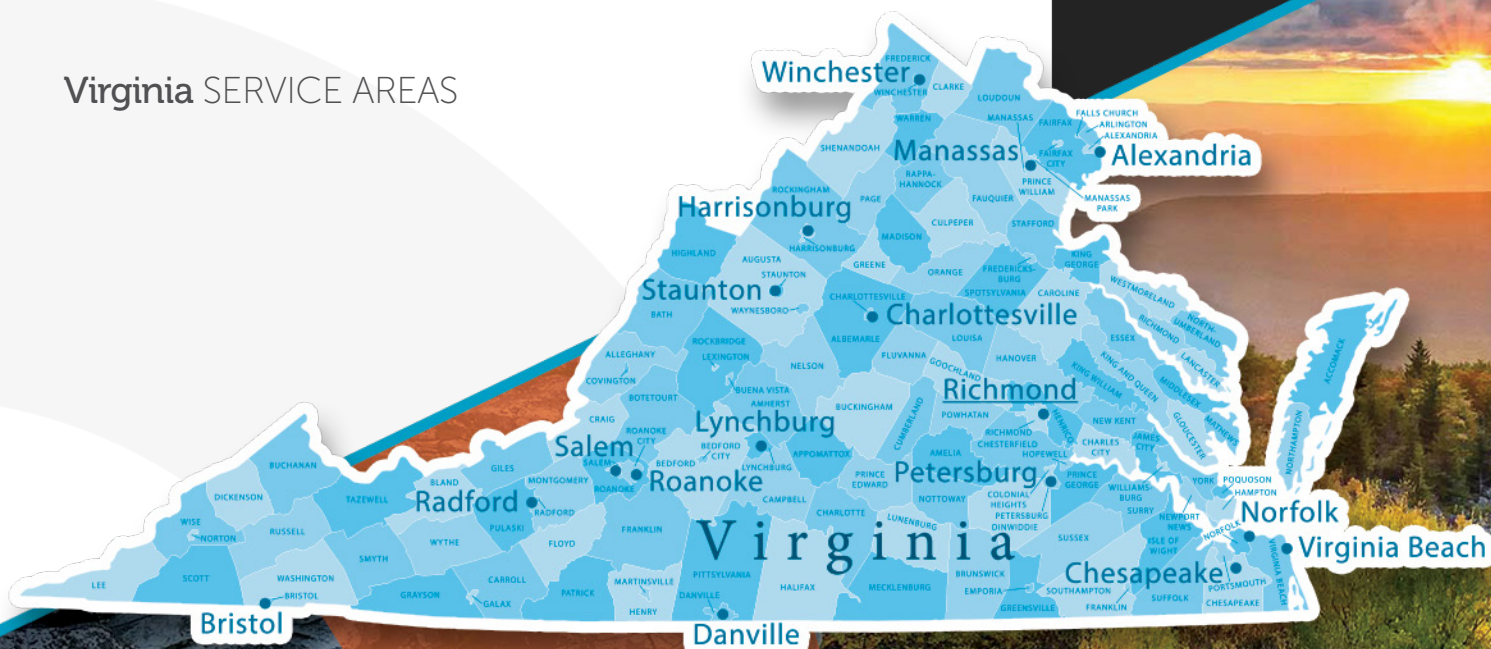 Virginia SERVICE AREAS
Winchester
FREDERICK
WINCHESTER
CLARKE
LOUDOUN
WARREN
MANASSAS
FAIRFAX
FALLS CHURCH
ARLINGTON
ALEXANDRIA
SHENANDOAH
Manassas
FAIRFAX
CITY
Alexandria
RAPPA-
HANNOCK
PRINCE
WILLIAM
ROCKINGHAM
PAGE
FAUQUIER
MANASSAS
PARK
Harrisonburg
CULPEPER
STAFFORD
MADISON
HARRISONBURG
HIGHLAND
AUGUSTA
GREENE
ORANGE
FREDERICKS-
BURG
KING
GEORGE
STAUNTON
Staunton
WAYNESBORO
CHARLOTTESVILLE
SPOTSYLVANIA
CAROLINE
WESTMORELAND
BATH
Charlottesville
RICHMOND
NORTH-
UMBERLAND
ROCKBRIDGE
ALBEMARLE
LOUISA
ESSEX
LANCASTER
ACCOMACK
ALLEGHANY
LEXINGTON
NELSON
FLUVANNA
GOOCHLAND
HANOVER
KING WILLIAM
KING AND QUEEN
MIDDLESEX
COVINGTON
BUENA VISTA
BOTETOURT
AMHERST
BUCKINGHAM
CUMBERLAND
Richmond
POWHATAN
HENRICO
GLOUCESTER
MATHEWS
CRAIG
Lynchburg
ROANOKE
CITY
RICHMOND
NEW KENT
CHESTERFIELD
JAMES
CITY
Salem
BEDFORD
CITY
APPOMATTOX
AMELIA
HOPEWELL
CHARLES
CITY
NORTHAMPTON
SALEM
BEDFORD
LYNCHBURG
BUCHANAN
GILES
BLAND
MONTGOMERY
ROANOKE
Roanoke
PRINCE
EDWARD
Petersburg
PRINCE
GEORGE
WILLIAMS-
BURG
YORK
POQUOSON
HAMPTON
DICKENSON
TAZEWELL
Radford
RADFORD
CAMPBELL
NOTTOWAY
COLONIAL
HEIGHTS
SURRY
Norfolk
WISE
NORTON
RUSSELL
PULASKI
FRANKLIN
CHARLOTTE
LUNENBURG
PETERSBURG
DINWIDDIE
NEWPORT
NEWS
NORFOLK
Virginia
WYTHE
FLOYD
SUSSEX
ISLE OF
WIGHT
Virginia Beach
SMYTH
VIRGINIA BEACH
LEE
SCOTT
WASHINGTON
CARROLL
MARTINSVILLE
PITTSYLVANIA
BRUNSWICK
Chesapeake
PORTSMOUTH
BRISTOL
GRAYSON
GALAX
PATRICK
DANVILLE
HALIFAX
MECKLENBURG
EMPORIA
SOUTHAMPTON
SUFFOLK
CHESAPEAKE
HENRY
GREENSVILLE
FRANKLIN
Bristol
Danville